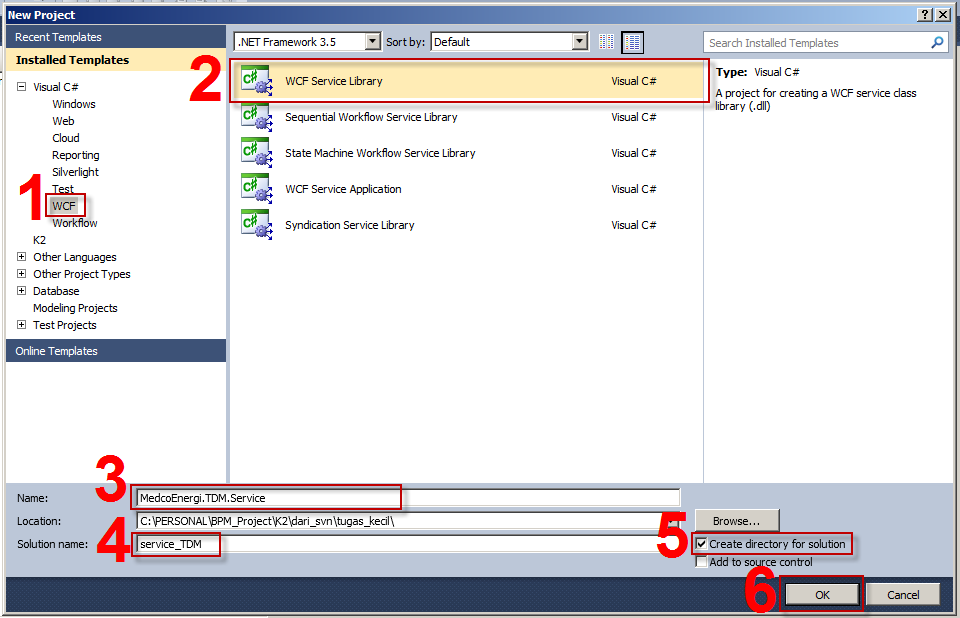 New Project
Recent Templates
Installed Templates
Visual C#
Windows
Web
Cloud
Reporting
Silverlight
Test
1
WCF
Workflow
K2
Other Languages
Other Project Types
Database
Modeling Projects
Test Projects
Online Templates
.NET Framework 3.5 Sort by: Default
2
WCF Service Library Visual C#
Sequential Workflow Service Library Visual C#
State Machine Workflow Service Library Visual C#
WCF Service Application Visual C#
Syndication Service Library Visual C#
Search Installed Templates
Type: Visual C#
A project for creating a WCF service class
library (.dll)
3
Name: MedcoEnergi.TDM.Service
Location: C:\PERSONAL\BPM_Project\K2\dari_svn\tugas_kecil\ Browse...
4
Solution name: service_TDM
5
Create directory for solution
Add to source control
6
OK Cancel